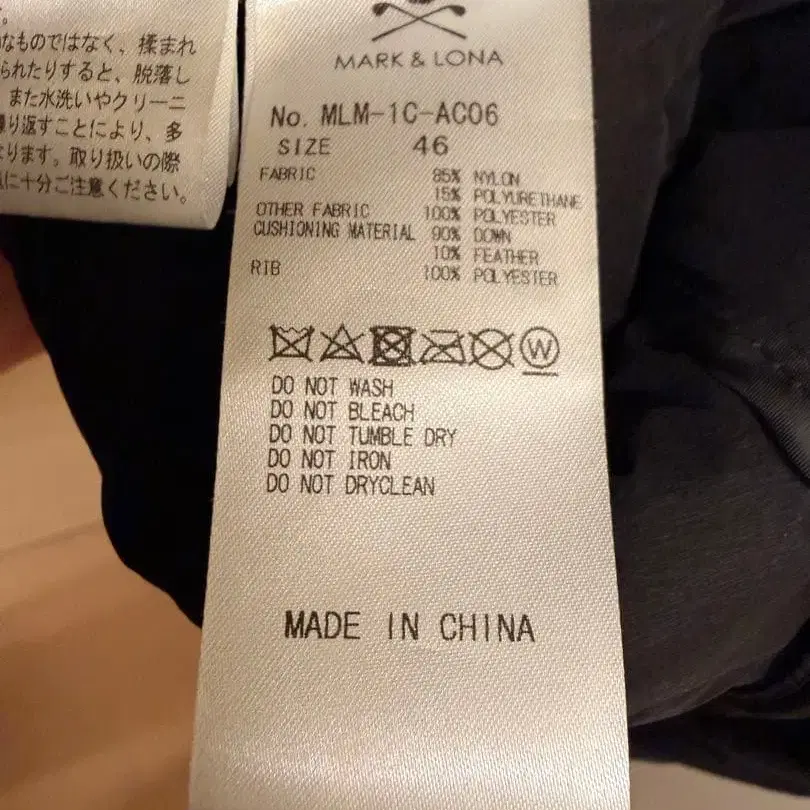 なものではなく、揉まれ
られたりすると、脱落し
また水洗いやクリーニ
り返すことにより、多
ります。取り扱いの際
に十分ご注意ください。
MARK & LONA
No. MLM-1C-AC06
SIZE 46
FABRIC 85% NYLON
15% POLYURETHANE
OTHER FABRIC 100% POLYESTER
CUSHIONING MATERIAL 90% DOWN
10% FEATHER
RIB 100% POLYESTER
W
DO NOT WASH
DO NOT BLEACH
DO NOT TUMBLE DRY
DO NOT IRON
DO NOT DRYCLEAN
MADE IN CHINA